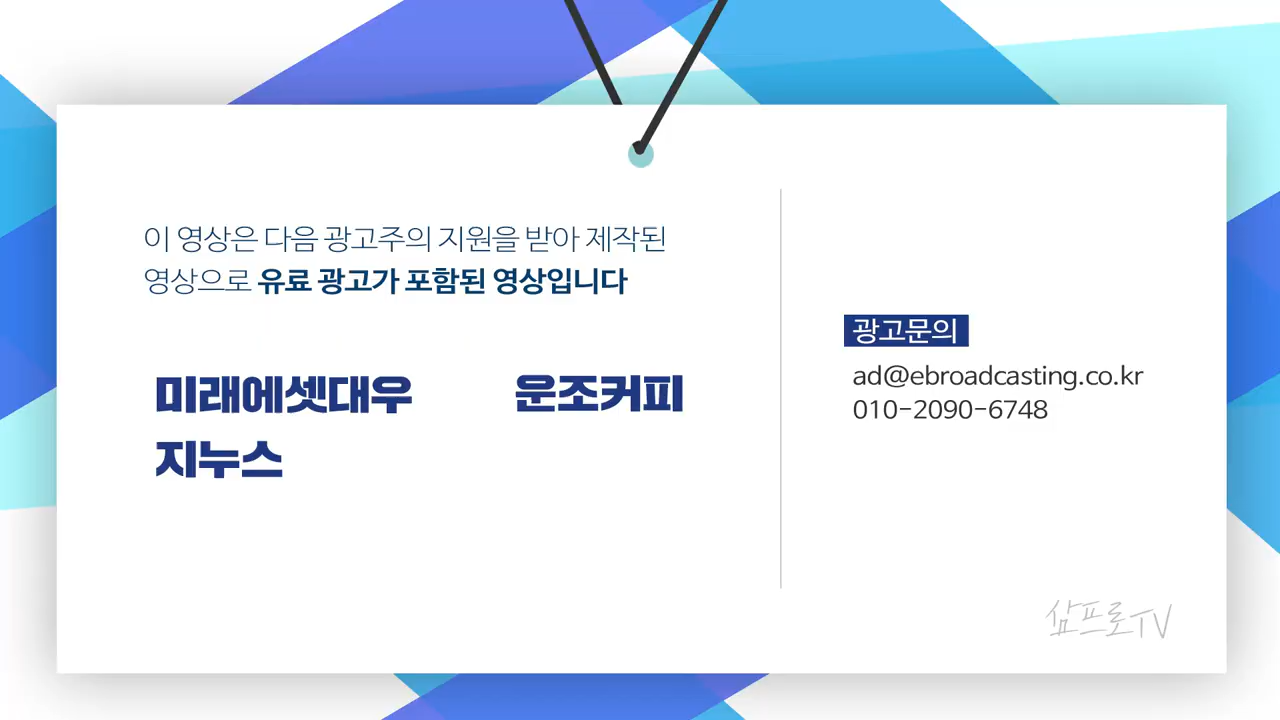 이 영상은 다음 광고주의 지원을 받아 제작된
영상으로 유료 광고가 포함된 영상입니다
미래에셋대우
운조커피
지누스
광고문의
ad@ebroadcasting.co.kr
010-2090-6748
삼프로TV